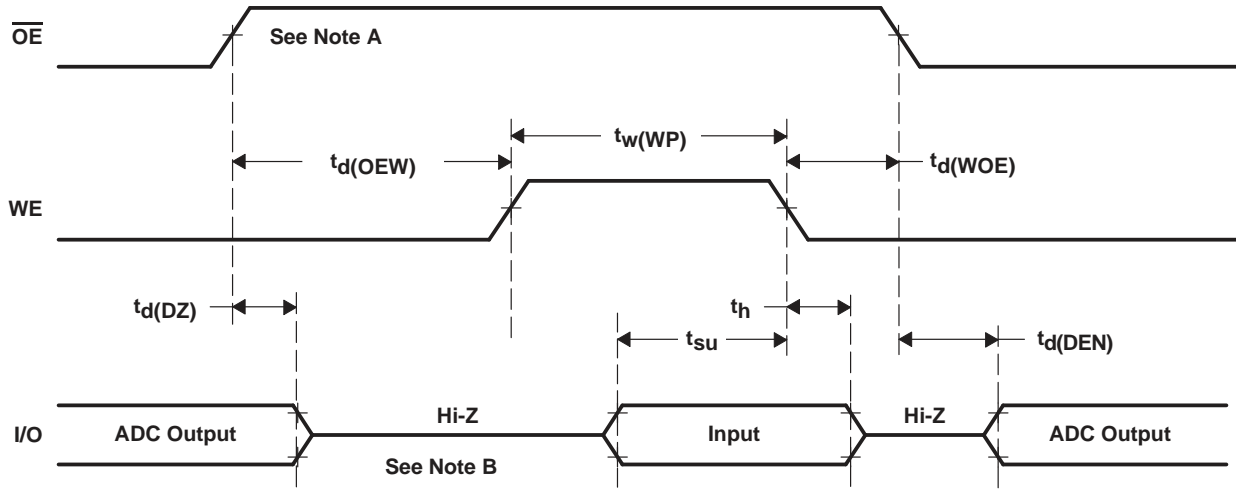 OE
See Note A
tw(WP)
td(OEW)
td(WOE)
WE
td(DZ)
th
tsu
td(DEN)
Hi-Z
Hi-Z
I/O
ADC Output
Input
ADC Output
See Note B